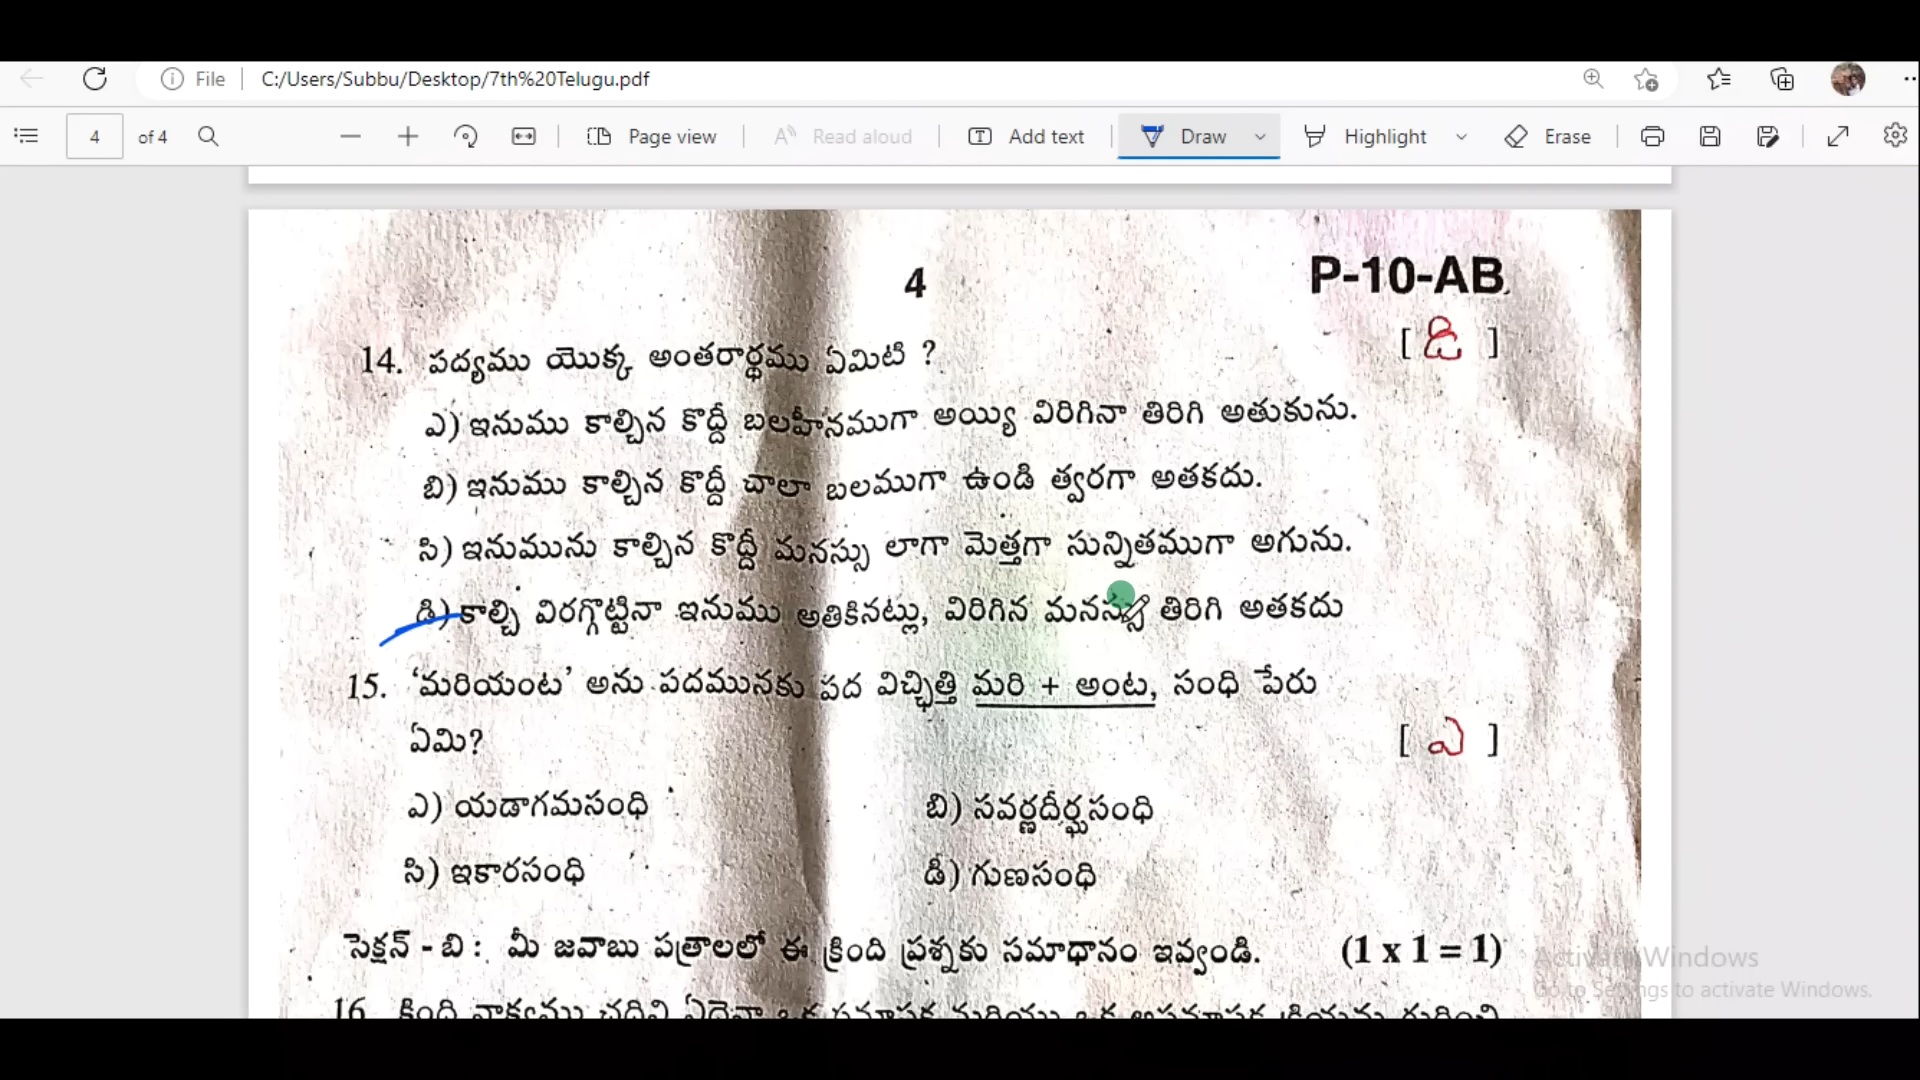 File C:/Users/Subbu/Desktop/7th%20Telugu.pdf
4 of 4 Page view Read aloud Add text Draw Highlight Erase
4 P-10-AB
14. పద్యము యొక్క అంతరార్థము ఏమిటి ? [ డి ]
ఎ) ఇనుము కాల్చిన కొద్దీ బలహీనముగా అయ్యి విరిగినా తిరిగి అతుకును.
బి) ఇనుము కాల్చిన కొద్దీ చాలా బలముగా ఉండి త్వరగా అతకదు.
సి) ఇనుమును కాల్చిన కొద్దీ మనస్సు లాగా మెత్తగా సున్నితముగా అగును.
డి) కాల్చి విరగ్గొట్టినా ఇనుము అతికినట్లు, విరిగిన మనస్సు తిరిగి అతకదు
15. ‘మరియంట’ అను పదమునకు పద విచ్ఛిత్తి మరి + అంట, సంధి పేరు
ఏమి? [ ఎ ]
ఎ) యడాగమసంధి బి) సవర్ణదీర్ఘసంధి
సి) ఇకారసంధి డి) గుణసంధి
సెక్షన్ - బి : మీ జవాబు పత్రాలలో ఈ క్రింది ప్రశ్నకు సమాధానం ఇవ్వండి. (1 x 1 = 1)
Activate Windows
Go to Settings to activate Windows.
16